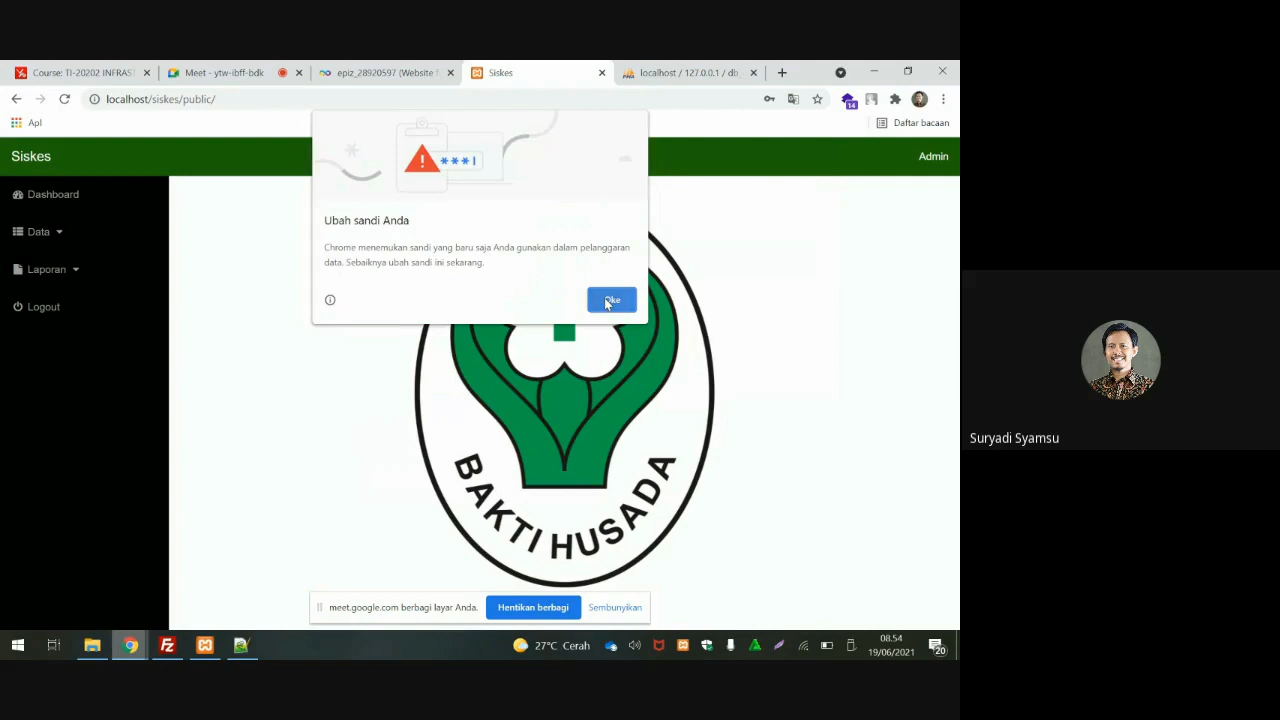 Course: TI-20202 INFRAST
Meet - ytw-ibff-bdk
epiz_28920597 (Website f
Siskes
localhost / 127.0.0.1 / db_
localhost/siskes/public/
14
Apl
Daftar bacaan
Siskes
Admin
Dashboard
Data
Laporan
Logout
***
Ubah sandi Anda
Chrome menemukan sandi yang baru saja Anda gunakan dalam pelanggaran
data. Sebaiknya ubah sandi ini sekarang.
Oke
BAKTI HUSADA
Suryadi Syamsu
meet.google.com berbagi layar Anda.
Hentikan berbagi
Sembunyikan
27°C Cerah
08.54
19/06/2021
20